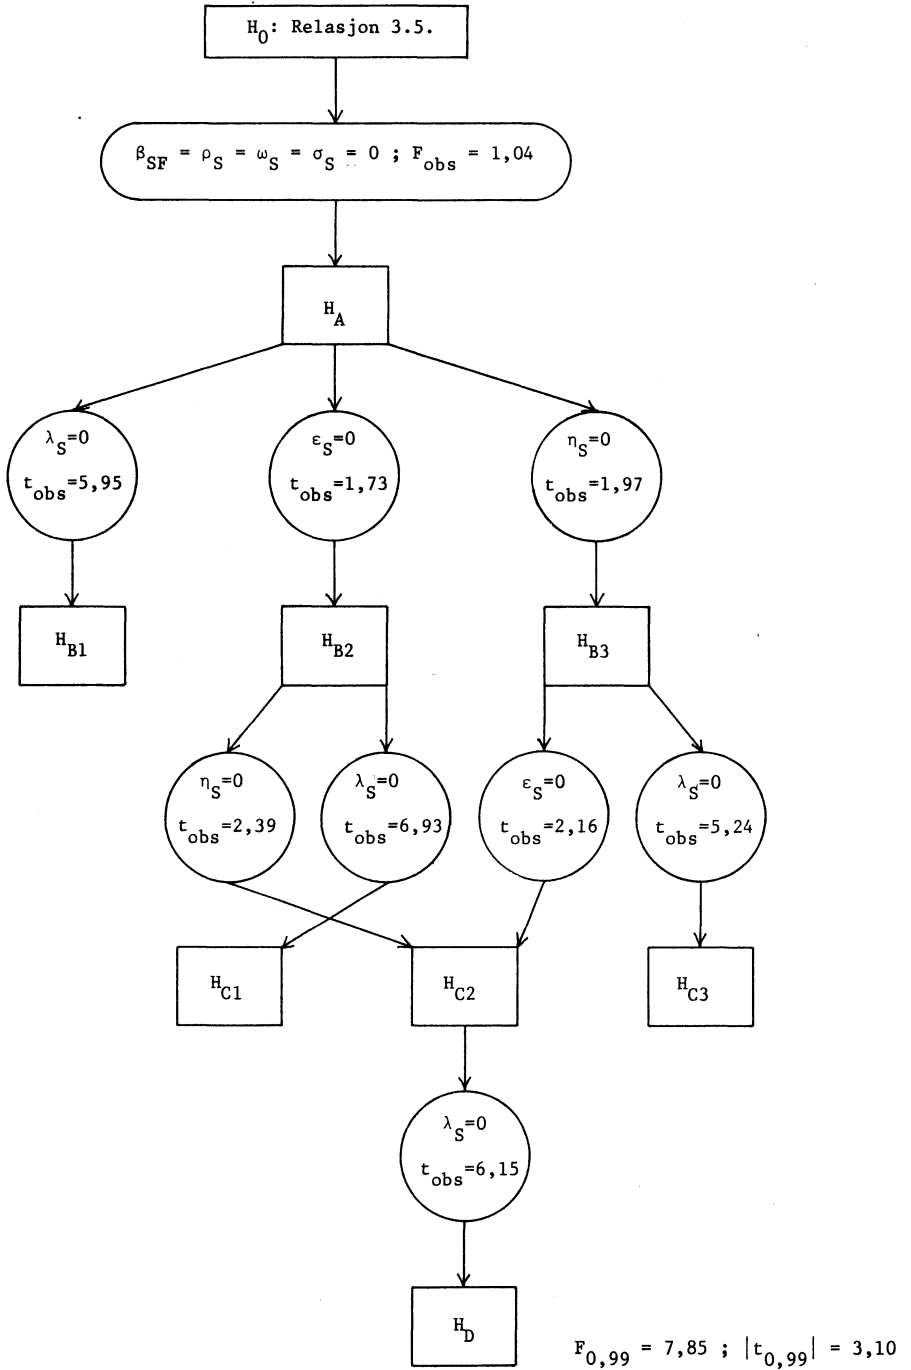 H0: Relasjon 3.5.
βSF = ρS = ωS = σS = 0 ; Fobs = 1,04
HA
λS=0
tobs=5,95
εS=0
tobs=1,73
ηS=0
tobs=1,97
HB1
HB2
HB3
ηS=0
tobs=2,39
λS=0
tobs=6,93
εS=0
tobs=2,16
λS=0
tobs=5,24
HC1
HC2
HC3
λS=0
tobs=6,15
HD
F0,99 = 7,85 ; |t0,99| = 3,10